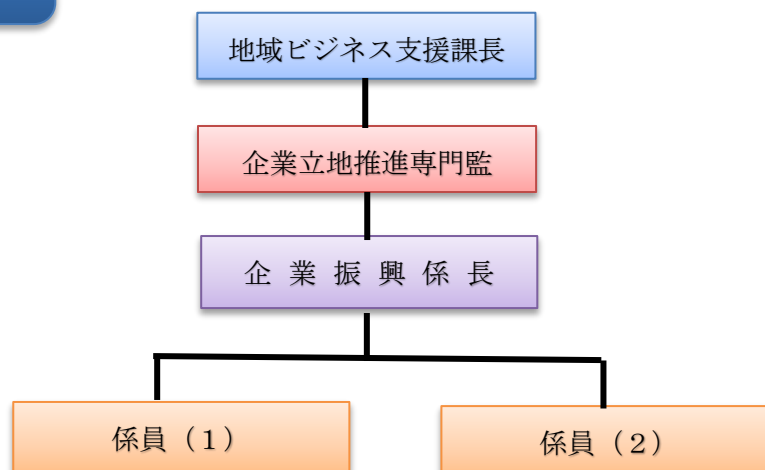 地域ビジネス支援課長
企業立地推進専門監
企 業 振 興 係 長
係員（１）
係員（２）